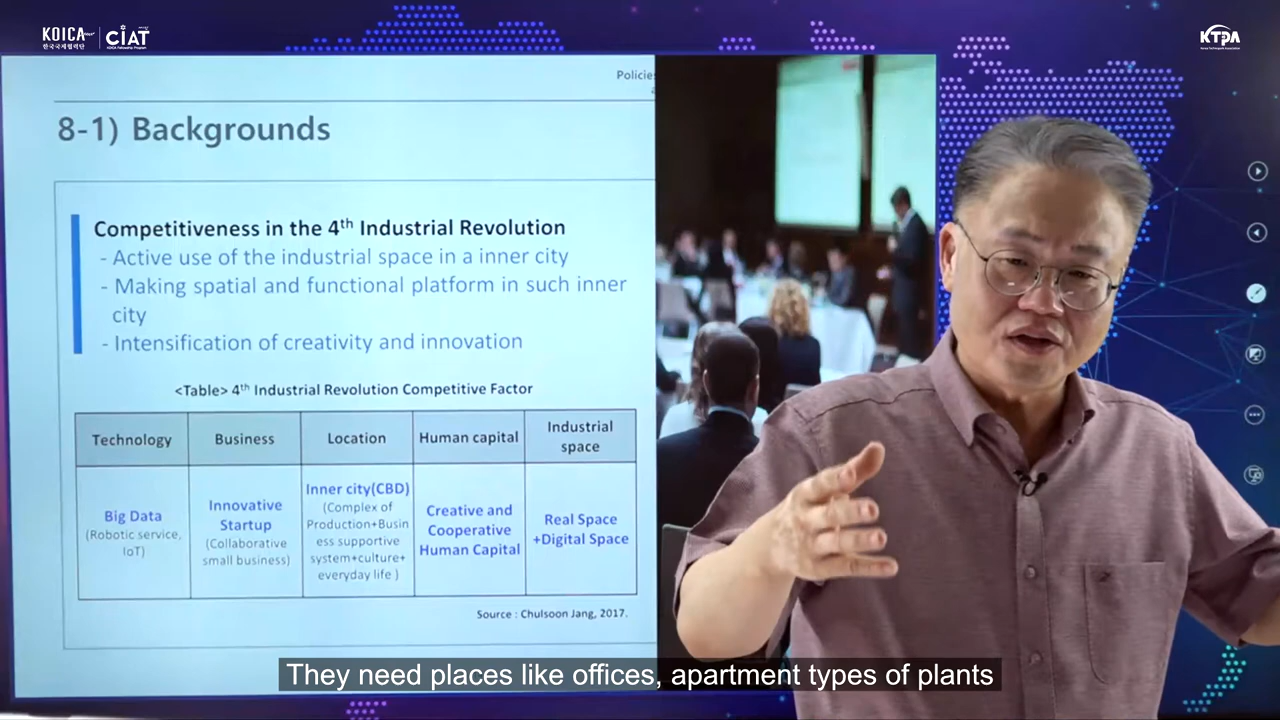 KOICA
한국국제협력단
CIAT
KOICA Fellowship Program
KTPA
Korea Technopark Association
Policies
8-1) Backgrounds
Competitiveness in the 4th Industrial Revolution
- Active use of the industrial space in a inner city
- Making spatial and functional platform in such inner
city
- Intensification of creativity and innovation
<Table> 4th Industrial Revolution Competitive Factor
Technology
Business
Location
Human capital
Industrial
space
Big Data
(Robotic service,
IoT)
Innovative
Startup
(Collaborative
small business)
Inner city(CBD)
(Complex of
Production+Busin
ess supportive
system+culture+
everyday life )
Creative and
Cooperative
Human Capital
Real Space
+Digital Space
Source : Chulsoon Jang, 2017.
They need places like offices, apartment types of plants